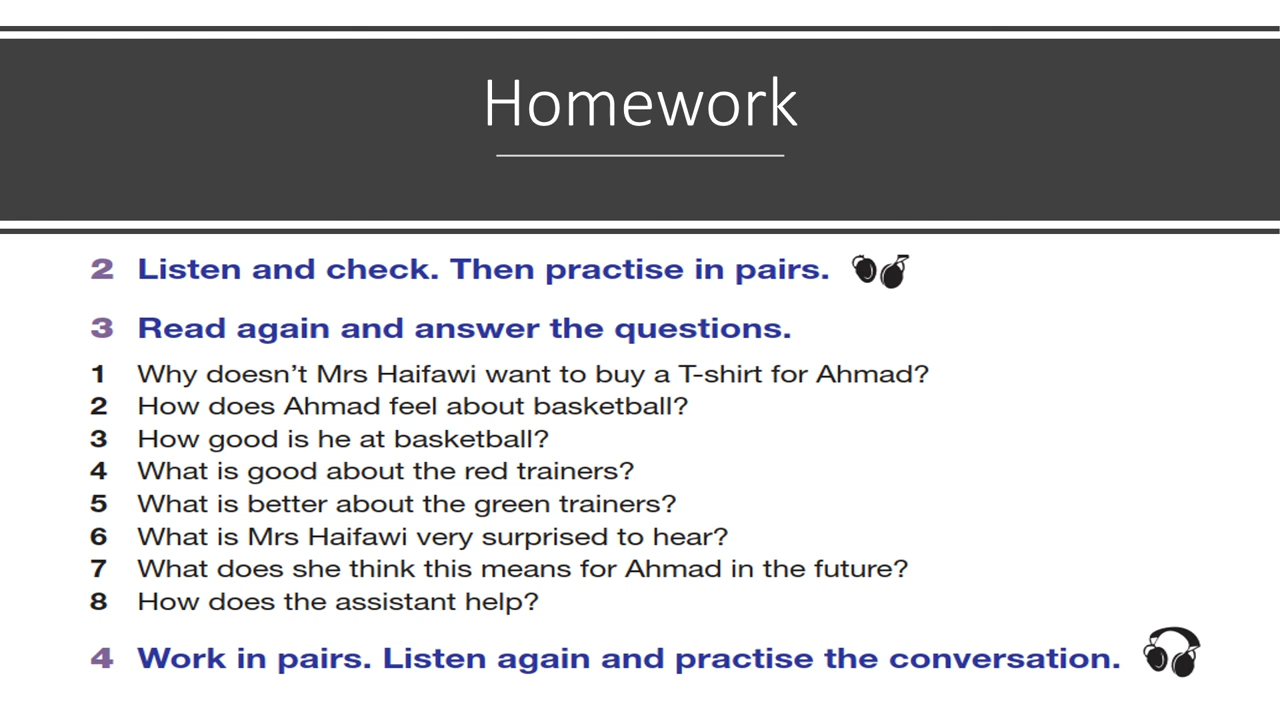 Homework
2 Listen and check. Then practise in pairs.
3 Read again and answer the questions.
1 Why doesn't Mrs Haifawi want to buy a T-shirt for Ahmad?
2 How does Ahmad feel about basketball?
3 How good is he at basketball?
4 What is good about the red trainers?
5 What is better about the green trainers?
6 What is Mrs Haifawi very surprised to hear?
7 What does she think this means for Ahmad in the future?
8 How does the assistant help?
4 Work in pairs. Listen again and practise the conversation.